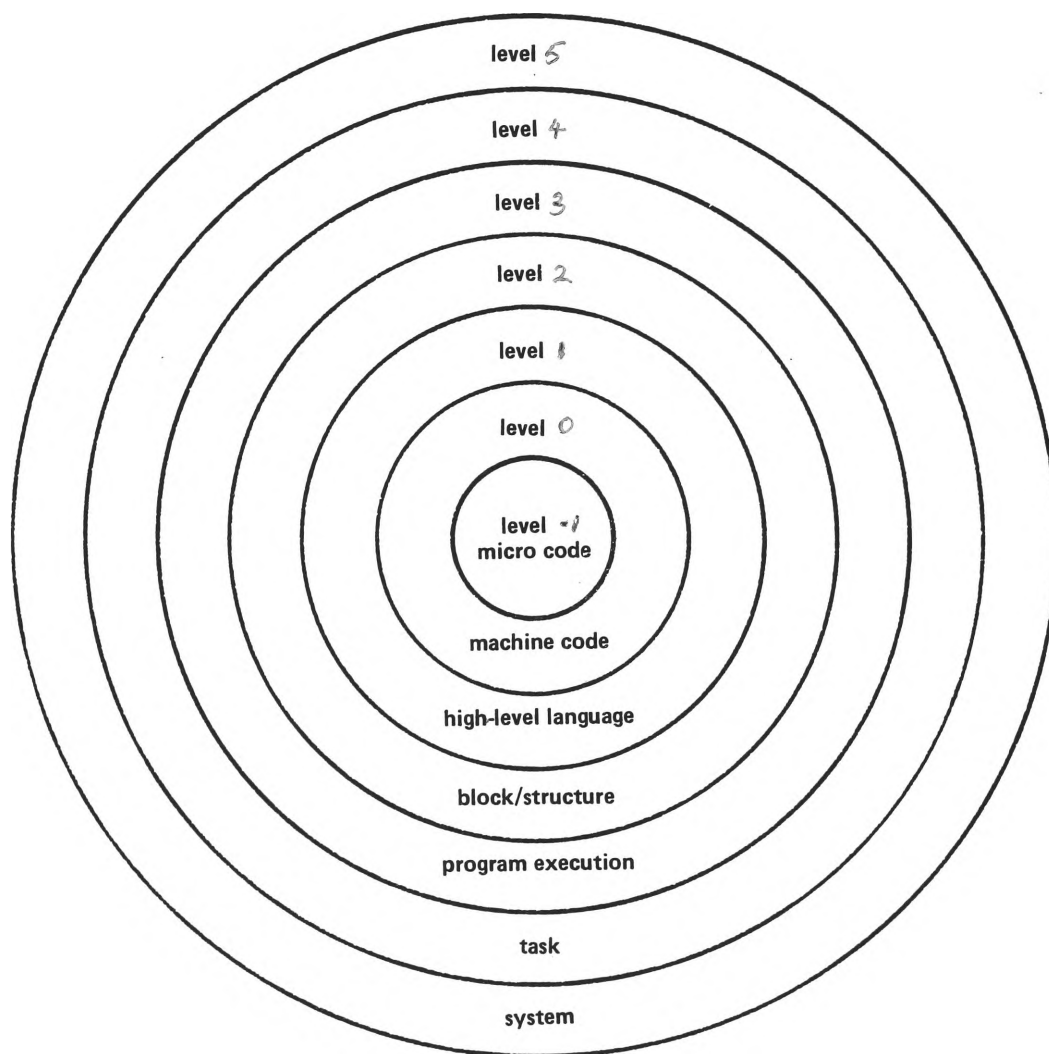 level 5
level 4
level 3
level 2
level 1
level 0
level -1
micro code
machine code
high-level language
block/structure
program execution
task
system